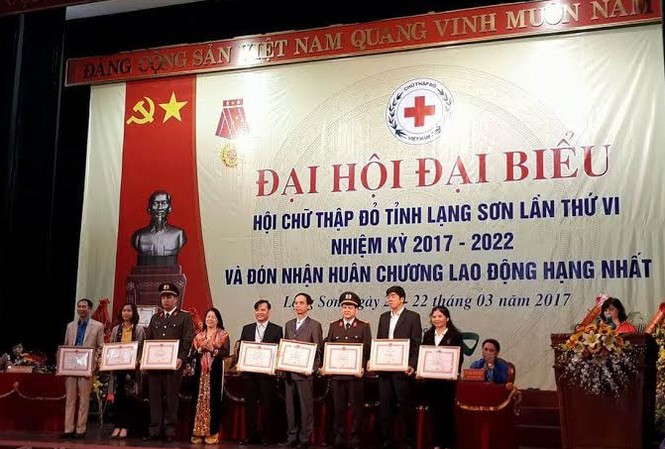 ĐẢNG CỘNG SẢN VIỆT NAM QUANG VINH MUÔN NĂM
CHỮ THẬP ĐỎ
VIỆT NAM
ĐẠI HỘI ĐẠI BIỂU
HỘI CHỮ THẬP ĐỎ TỈNH LẠNG SƠN LẦN THỨ VI
NHIỆM KỲ 2017 - 2022
VÀ ĐÓN NHẬN HUÂN CHƯƠNG LAO ĐỘNG HẠNG NHẤT
Lạng Sơn, ngày - 22 tháng 03 năm 2017